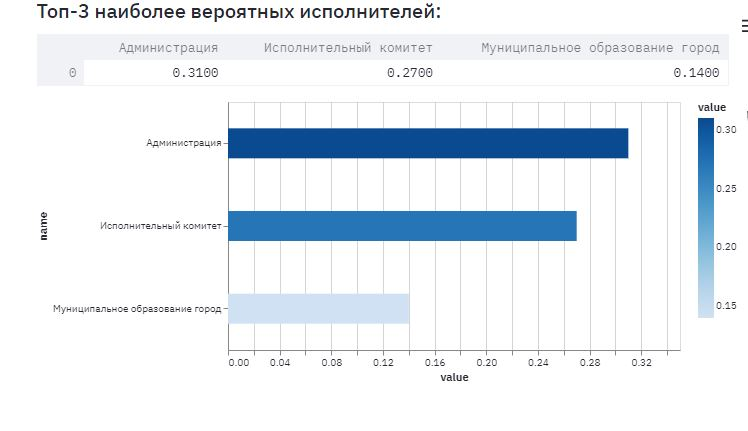 Топ-3 наиболее вероятных исполнителей:
Администрация Исполнительный комитет Муниципальное образование город
0 0.3100 0.2700 0.1400
value
0.30
0.25
0.20
0.15
name
Администрация
Исполнительный комитет
Муниципальное образование город
0.00 0.04 0.08 0.12 0.16 0.20 0.24 0.28 0.32
value